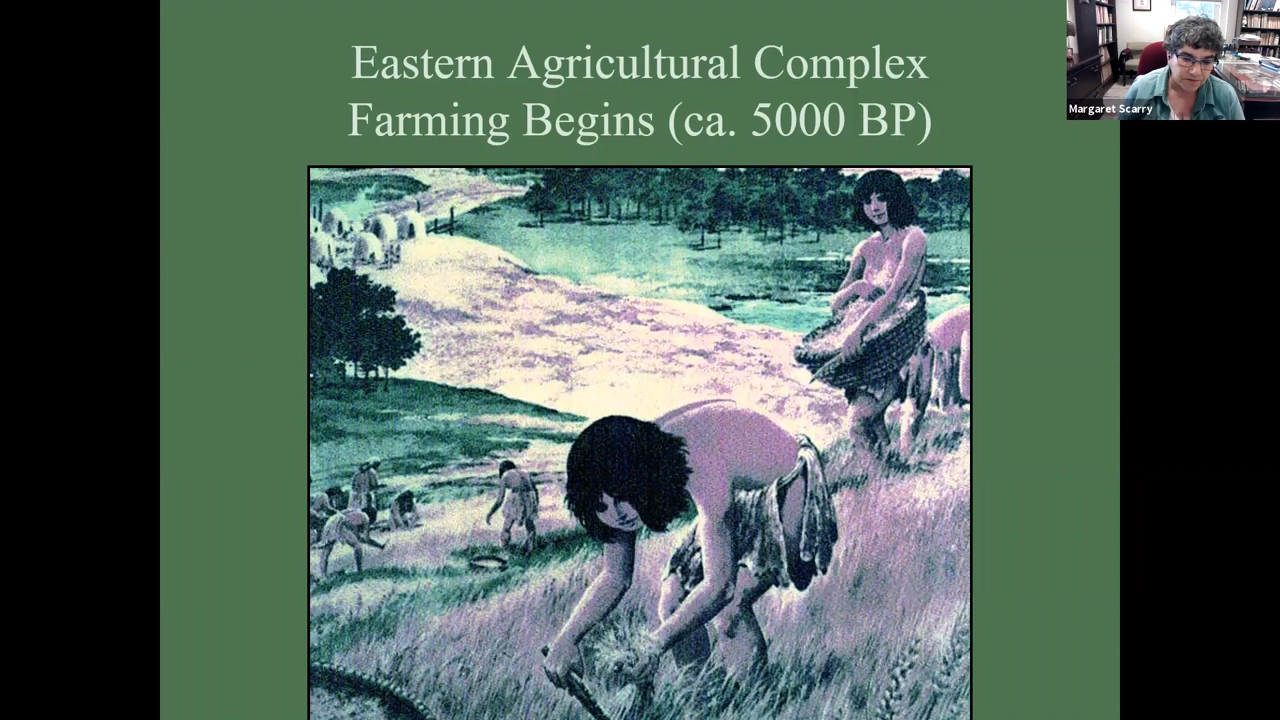 Eastern Agricultural Complex
Farming Begins (ca. 5000 BP)
Margaret Scarry